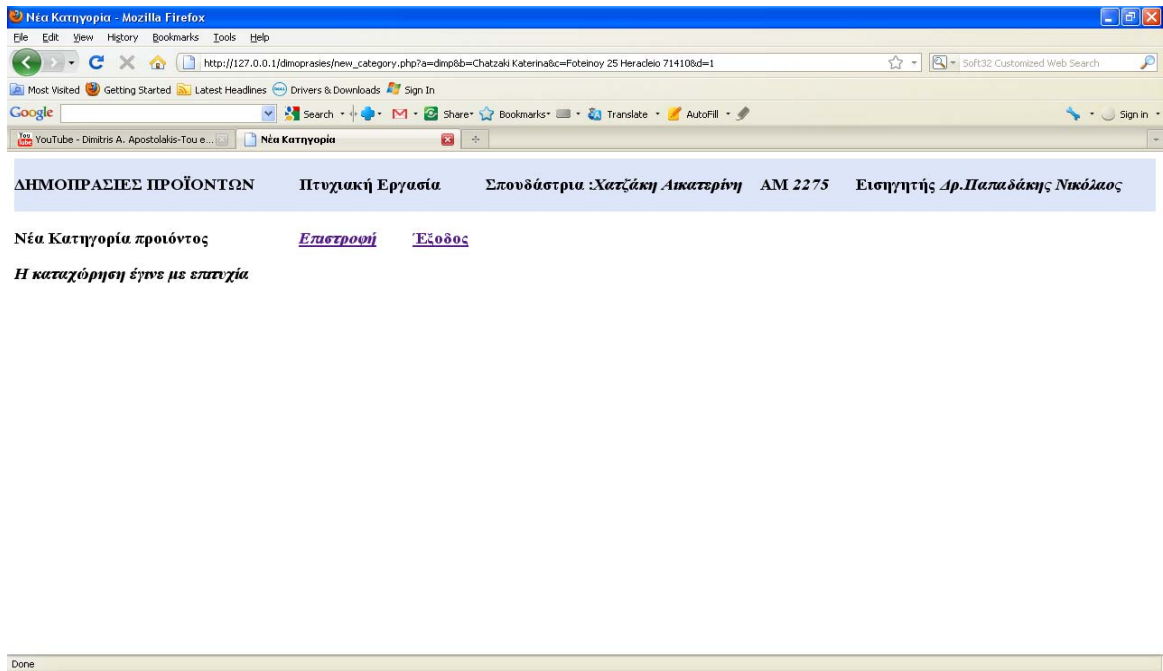 Νέα Κατηγορία - Mozilla Firefox
File Edit View History Bookmarks Tools Help
http://127.0.0.1/dimoprasies/new_category.php?a=dimp&b=Chatzaki Katerina&c=Foteinoy 25 Heracleio 71410&d=1 Soft32 Customized Web Search
Most Visited Getting Started Latest Headlines Drivers & Downloads Sign In
Google Search Share Bookmarks Translate AutoFill Sign in
YouTube - Dimitris A. Apostolakis-Tou e... Νέα Κατηγορία
ΔΗΜΟΠΡΑΣΙΕΣ ΠΡΟΪΟΝΤΩΝ Πτυχιακή Εργασία Σπουδάστρια :Χατζάκη Αικατερίνη ΑΜ 2275 Εισηγητής Δρ.Παπαδάκης Νικόλαος
Νέα Κατηγορία προιόντος Επιστροφή Έξοδος
Η καταχώρηση έγινε με επιτυχία
Done